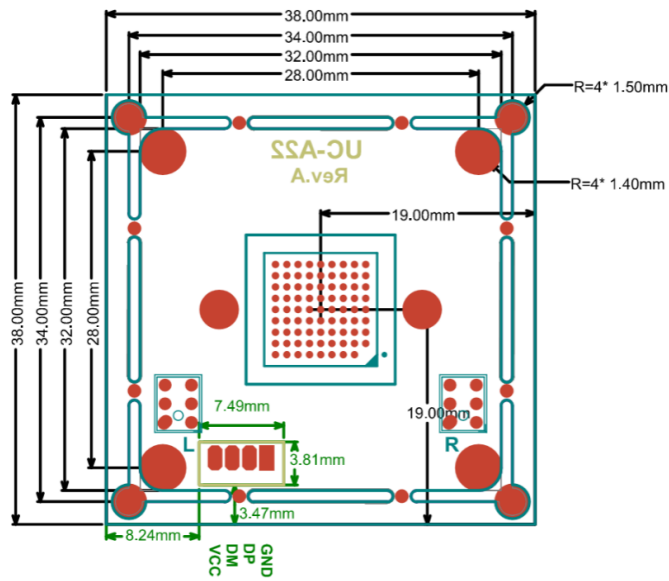 38.00mm
34.00mm
32.00mm
28.00mm
R=4* 1.50mm
UC-A22
Rev.A
R=4* 1.40mm
19.00mm
38.00mm
34.00mm
32.00mm
28.00mm
7.49mm
19.00mm
L
R
3.81mm
3.47mm
8.24mm
GND
DP
DM
VCC